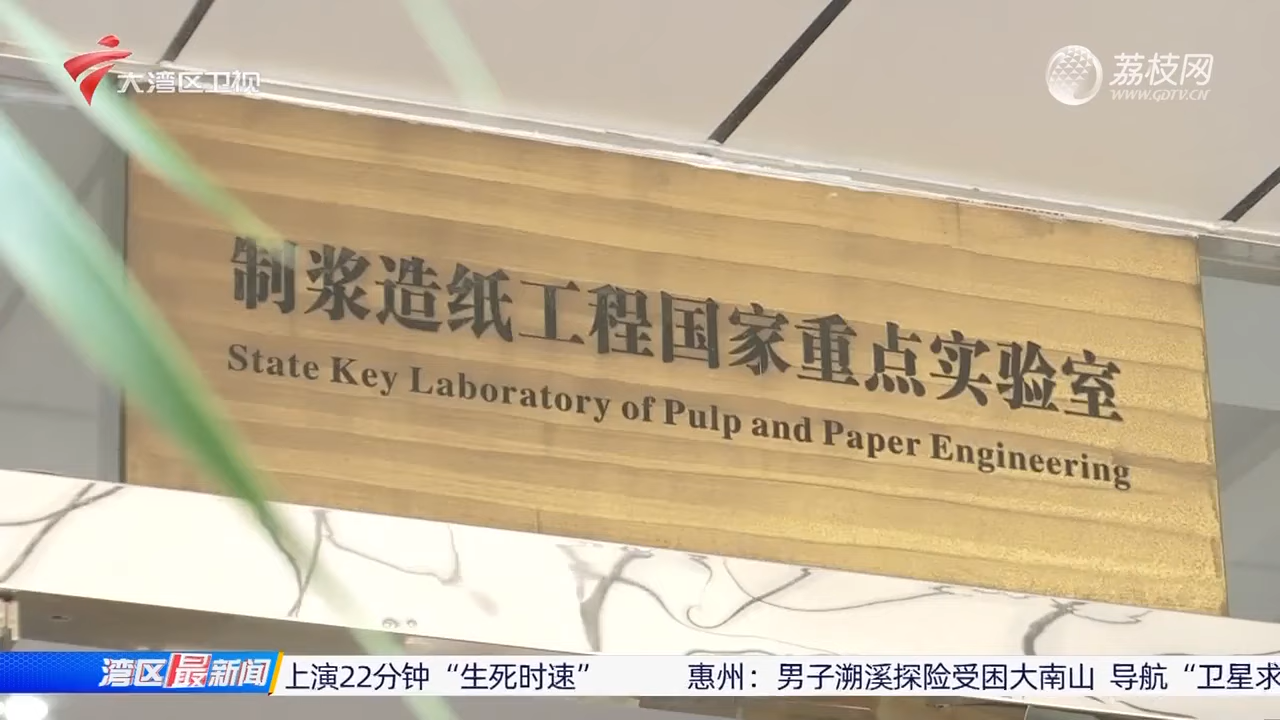 大湾区卫视
荔枝网
WWW.GDTV.CN
制浆造纸工程国家重点实验室
State Key Laboratory of Pulp and Paper Engineering
湾区最新闻
上演22分钟“生死时速” 惠州：男子溯溪探险受困大南山 导航“卫星求